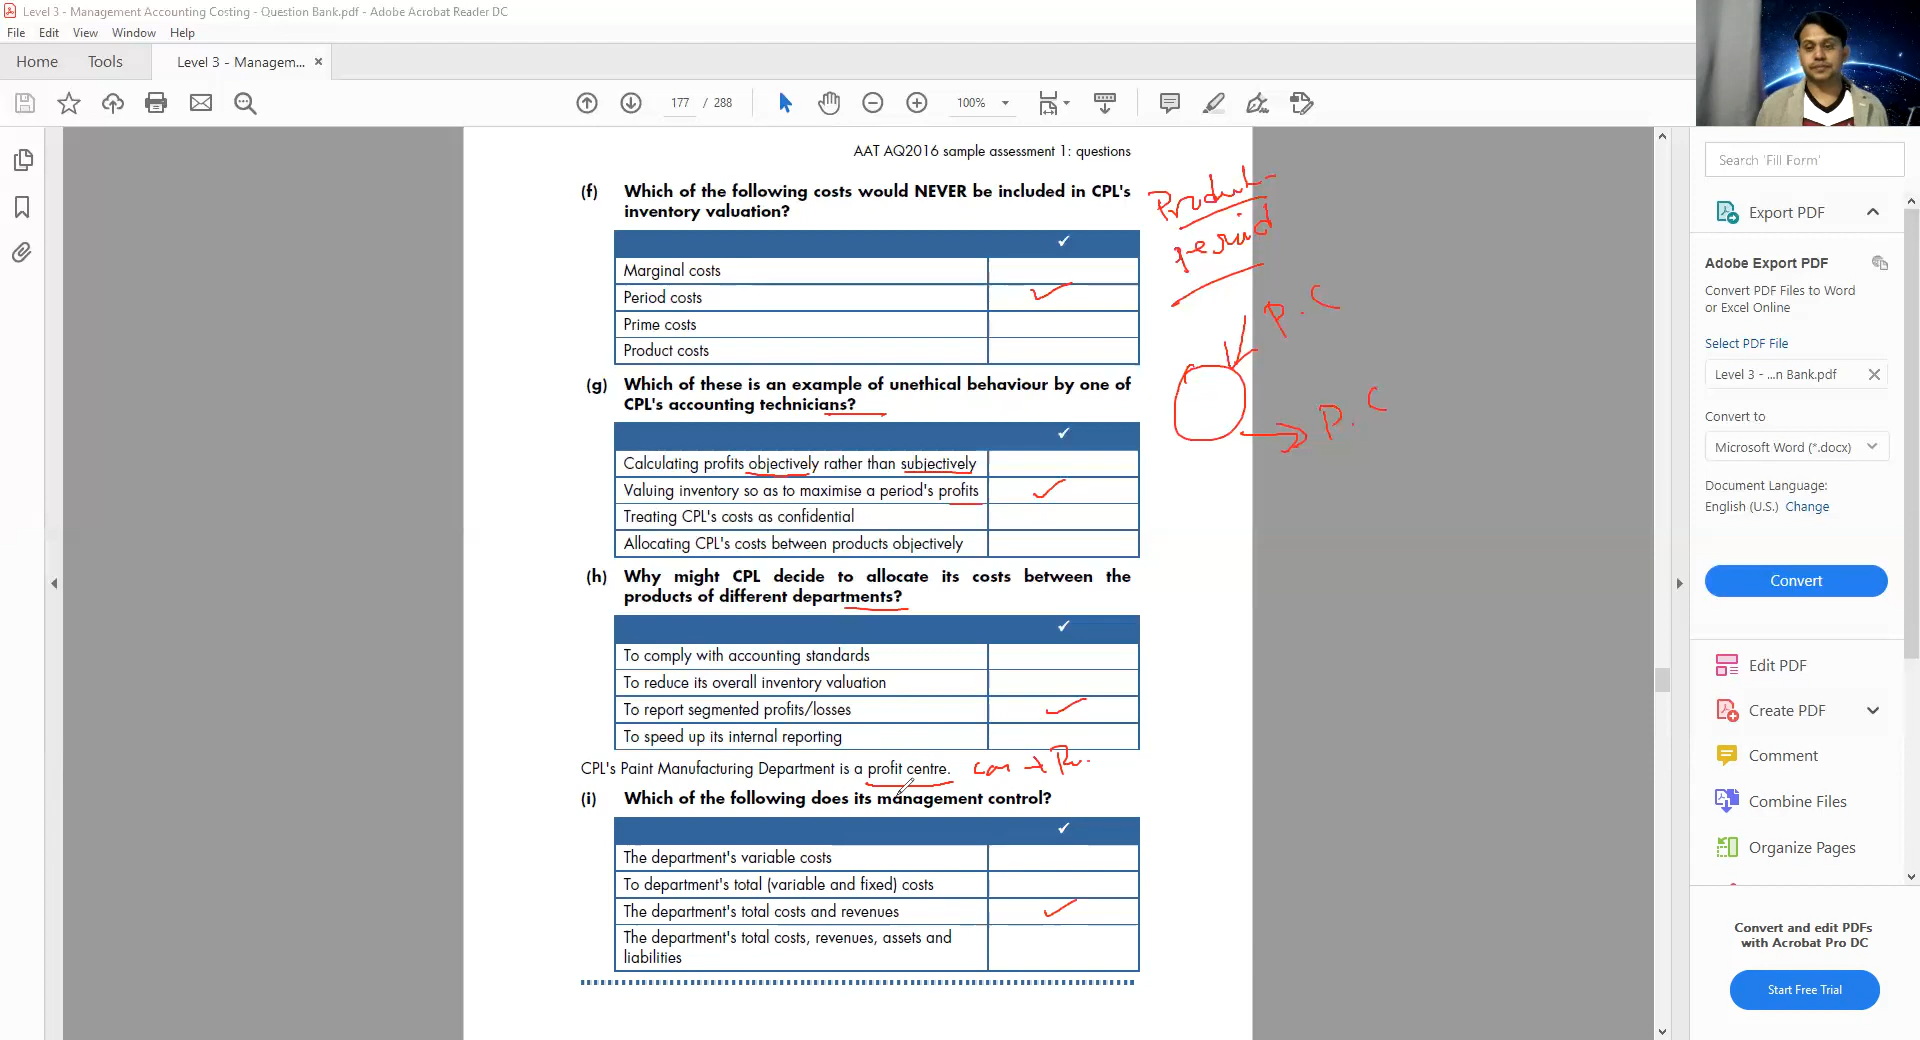 Level 3 - Management Accounting Costing - Question Bank.pdf - Adobe Acrobat Reader DC
File Edit View Window Help
Home Tools Level 3 - Managem... ×
177 / 288 100%
AAT AQ2016 sample assessment 1: questions
(f) Which of the following costs would NEVER be included in CPL's
inventory valuation?
✓
Marginal costs
Period costs ✓
Prime costs
Product costs
Product -
period
P. C
P. C
(g) Which of these is an example of unethical behaviour by one of
CPL's accounting technicians?
✓
Calculating profits objectively rather than subjectively
Valuing inventory so as to maximise a period's profits ✓
Treating CPL's costs as confidential
Allocating CPL's costs between products objectively
(h) Why might CPL decide to allocate its costs between the
products of different departments?
✓
To comply with accounting standards
To reduce its overall inventory valuation
To report segmented profits/losses ✓
To speed up its internal reporting
CPL's Paint Manufacturing Department is a profit centre.
(i) Which of the following does its management control?
✓
The department's variable costs
To department's total (variable and fixed) costs
The department's total costs and revenues ✓
The department's total costs, revenues, assets and
liabilities
Search 'Fill Form'
Export PDF
Adobe Export PDF
Convert PDF Files to Word
or Excel Online
Select PDF File
Level 3 - ...n Bank.pdf
Convert to
Microsoft Word (*.docx)
Document Language:
English (U.S.) Change
Convert
Edit PDF
Create PDF
Comment
Combine Files
Organize Pages
Convert and edit PDFs
with Acrobat Pro DC
Start Free Trial